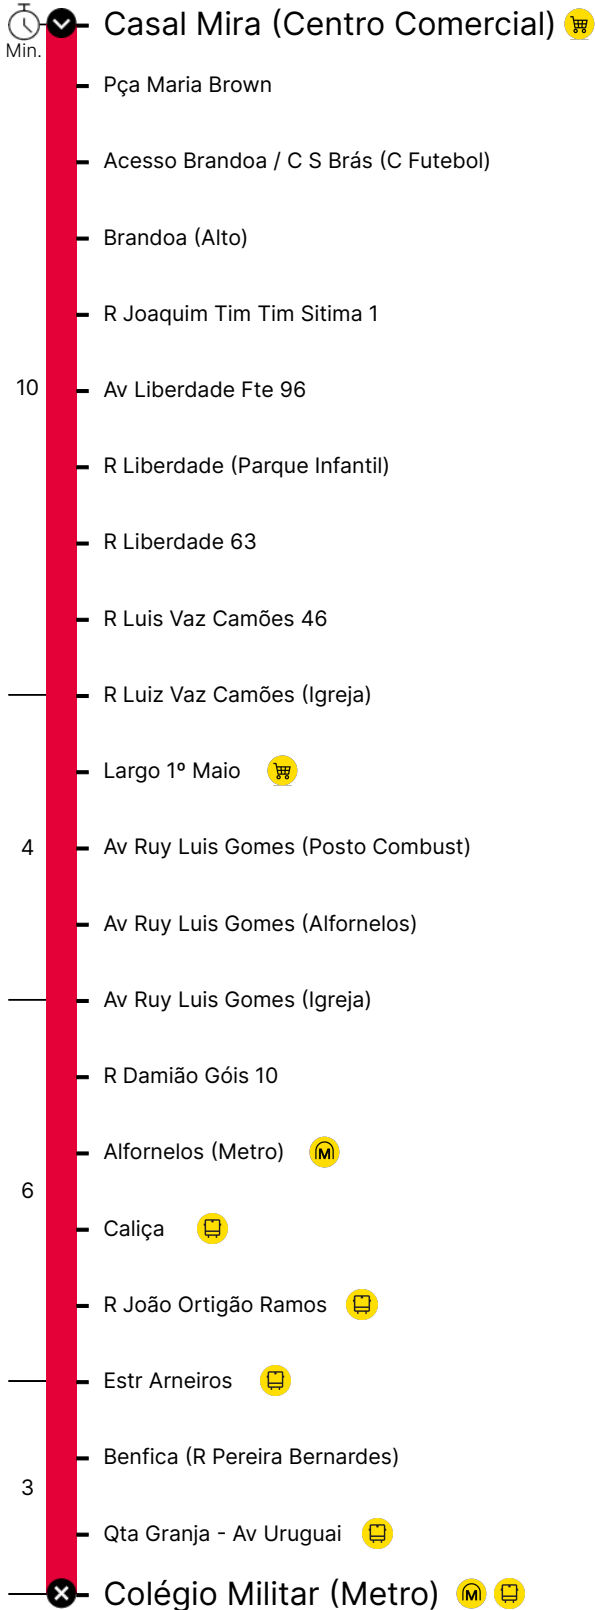 Casal Mira (Centro Comercial)
Min.
Pça Maria Brown
Acesso Brandoa / C S Brás (C Futebol)
Brandoa (Alto)
R Joaquim Tim Tim Sitima 1
10
Av Liberdade Fte 96
R Liberdade (Parque Infantil)
R Liberdade 63
R Luis Vaz Camões 46
R Luiz Vaz Camões (Igreja)
Largo 1º Maio
4
Av Ruy Luis Gomes (Posto Combust)
Av Ruy Luis Gomes (Alfornelos)
Av Ruy Luis Gomes (Igreja)
R Damião Góis 10
Alfornelos (Metro) M
6
Caliça
R João Ortigão Ramos
Estr Arneiros
Benfica (R Pereira Bernardes)
3
Qta Granja - Av Uruguai
Colégio Militar (Metro) M